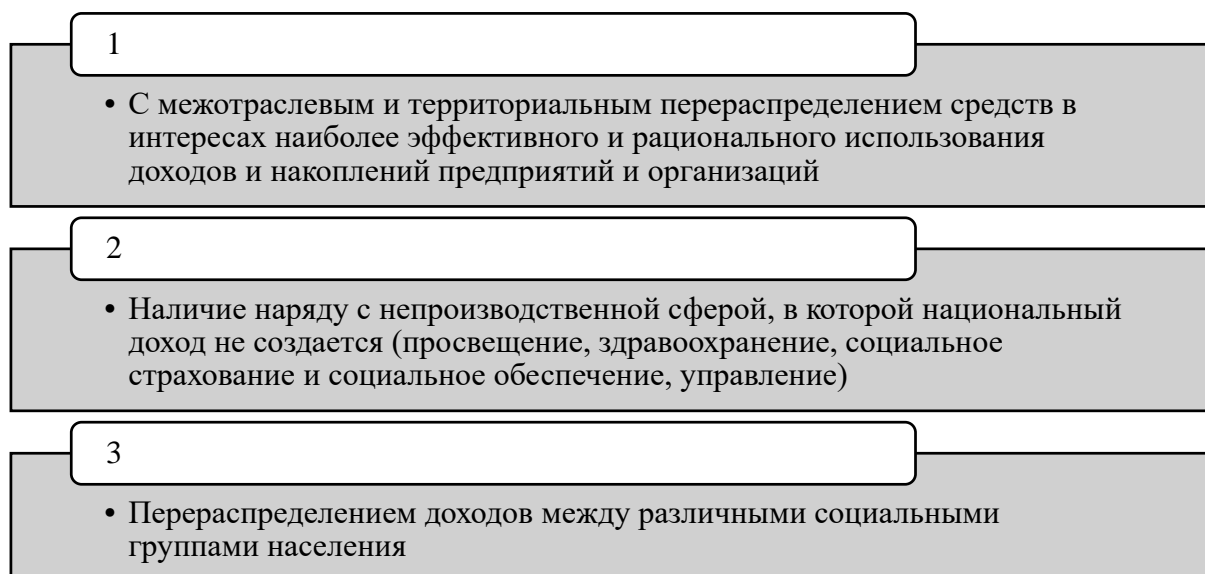 1
• С межотраслевым и территориальным перераспределением средств в
интересах наиболее эффективного и рационального использования
доходов и накоплений предприятий и организаций
2
• Наличие наряду с непроизводственной сферой, в которой национальный
доход не создается (просвещение, здравоохранение, социальное
страхование и социальное обеспечение, управление)
3
• Перераспределением доходов между различными социальными
группами населения